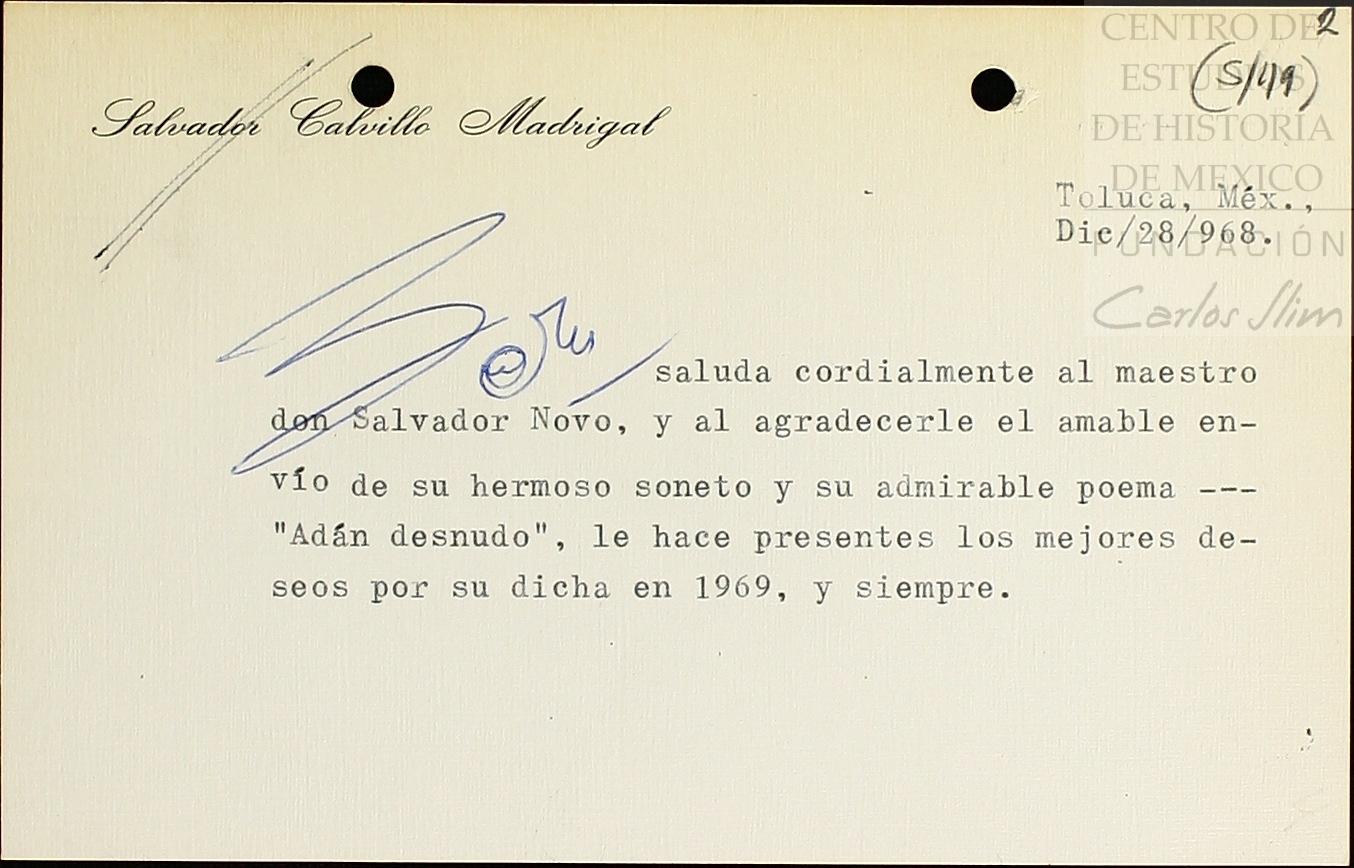 2
CENTRO DE
ESTUDIOS
DE HISTORIA
DE MEXICO
FUNDACIÓN
Carlos Slim
Salvador Calvillo Madrigal
Toluca, Méx.,
Dic/28/968.
saluda cordialmente al maestro
don Salvador Novo, y al agradecerle el amable en-
vío de su hermoso soneto y su admirable poema ---
"Adán desnudo", le hace presentes los mejores de-
seos por su dicha en 1969, y siempre.